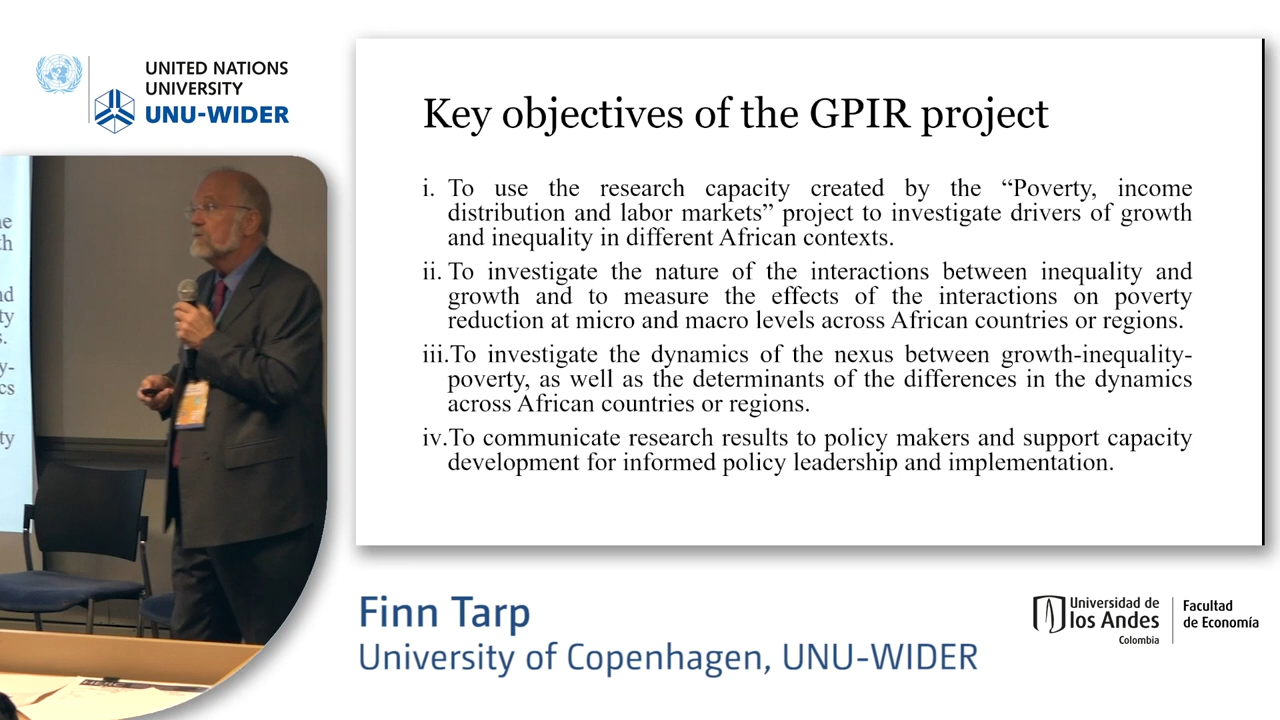 UNITED NATIONS
UNIVERSITY
UNU-WIDER
Key objectives of the GPIR project
i. To use the research capacity created by the “Poverty, income
distribution and labor markets” project to investigate drivers of growth
and inequality in different African contexts.
ii. To investigate the nature of the interactions between inequality and
growth and to measure the effects of the interactions on poverty
reduction at micro and macro levels across African countries or regions.
iii.To investigate the dynamics of the nexus between growth-inequality-
poverty, as well as the determinants of the differences in the dynamics
across African countries or regions.
iv.To communicate research results to policy makers and support capacity
development for informed policy leadership and implementation.
Finn Tarp
University of Copenhagen, UNU-WIDER
Universidad de
los Andes
Colombia
Facultad
de Economía